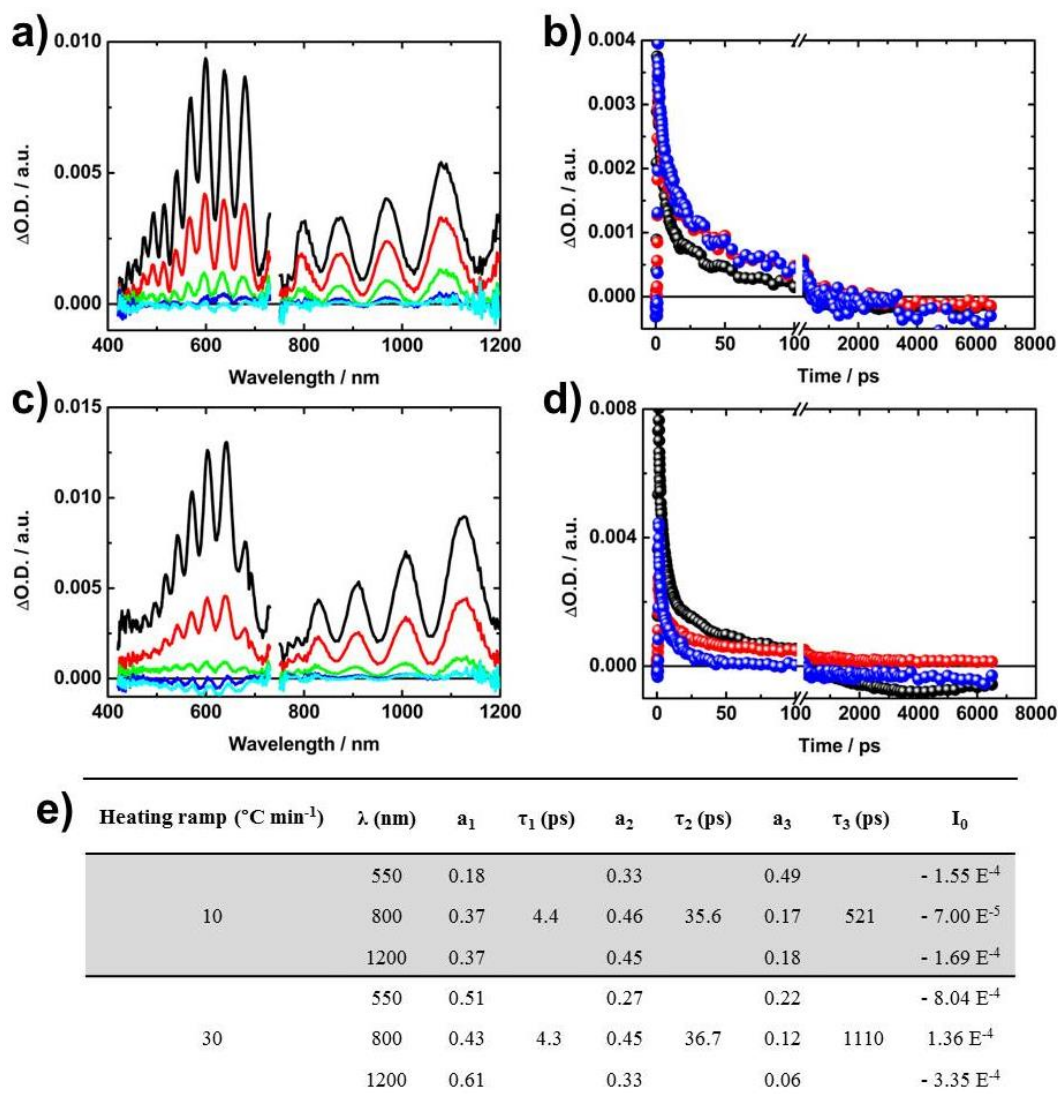 a)
0.010
0.005
0.000
ΔO.D. / a.u.
400 600 800 1000 1200
Wavelength / nm
b)
0.004
0.003
0.002
0.001
0.000
ΔO.D. / a.u.
0 50 100 2000 4000 6000 8000
Time / ps
c)
0.015
0.010
0.005
0.000
ΔO.D. / a.u.
400 600 800 1000 1200
Wavelength / nm
d)
0.008
0.004
0.000
ΔO.D. / a.u.
0 50 100 2000 4000 6000 8000
Time / ps
e)
Heating ramp (°C min⁻¹) λ (nm) a₁ τ₁ (ps) a₂ τ₂ (ps) a₃ τ₃ (ps) I₀
550 0.18 0.33 0.49 - 1.55 E⁻⁴
10 800 0.37 4.4 0.46 35.6 0.17 521 - 7.00 E⁻⁵
1200 0.37 0.45 0.18 - 1.69 E⁻⁴
550 0.51 0.27 0.22 - 8.04 E⁻⁴
30 800 0.43 4.3 0.45 36.7 0.12 1110 1.36 E⁻⁴
1200 0.61 0.33 0.06 - 3.35 E⁻⁴